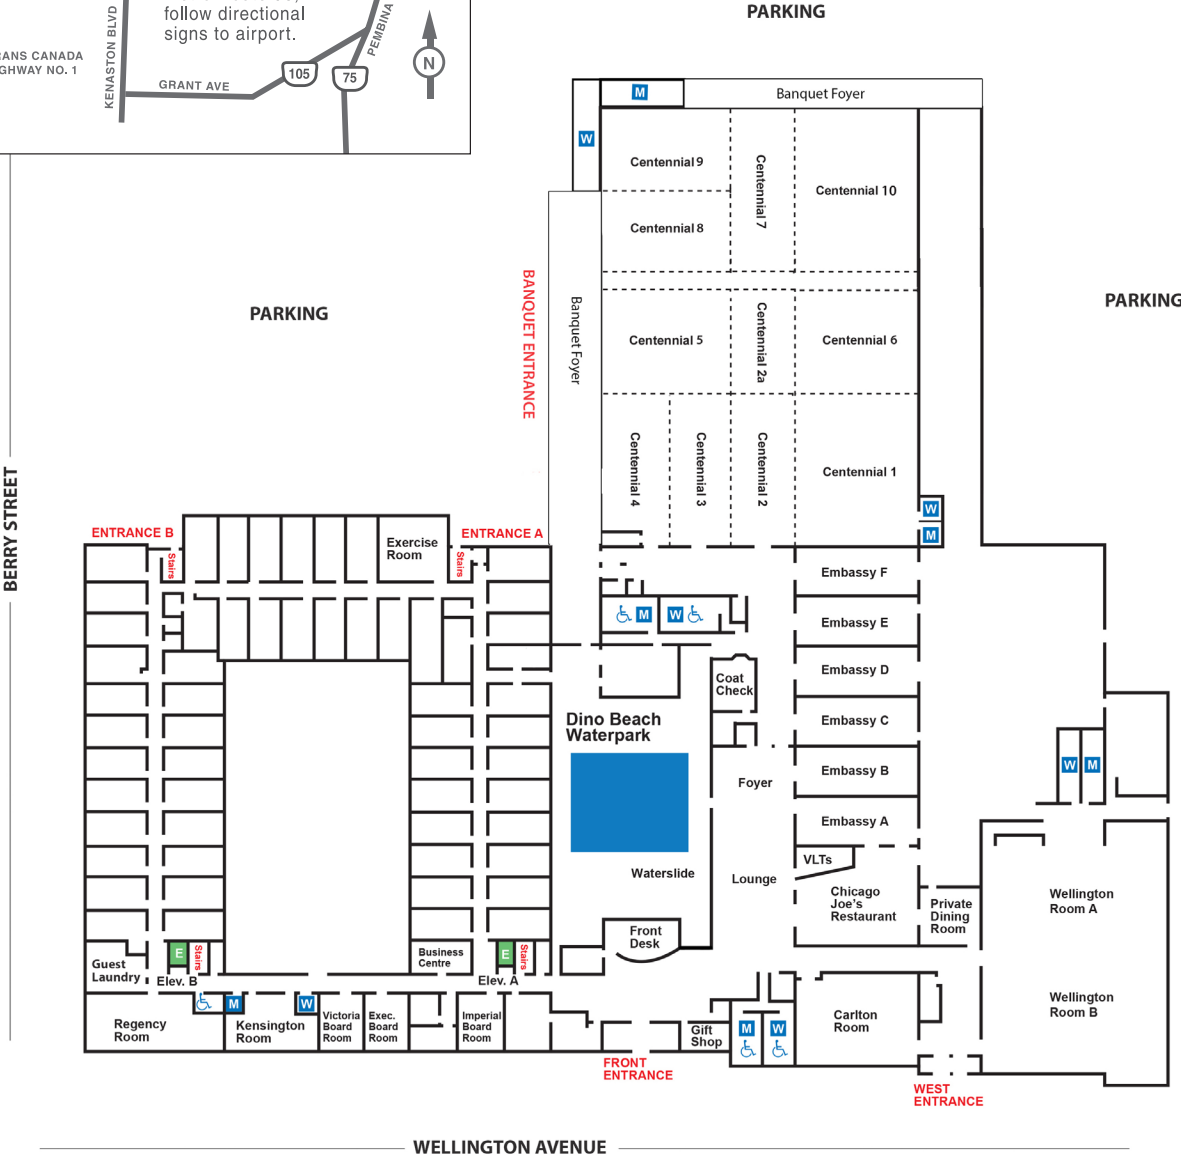 follow directional
signs to airport.
KENASTON BLVD
PEMBINA
HIGHWAY NO. 1
GRANT AVE
105
75
N
PARKING
M
Banquet Foyer
W
Centennial 9
Centennial 7
Centennial 10
Centennial 8
BANQUET ENTRANCE
Banquet Foyer
PARKING
PARKING
Centennial 5
Centennial 2a
Centennial 6
Centennial 4
Centennial 3
Centennial 2
Centennial 1
W
M
BERRY STREET
ENTRANCE B
Stairs
Exercise
Room
ENTRANCE A
Stairs
Embassy F
M
W
Embassy E
Embassy D
Coat
Check
Dino Beach
Waterpark
Embassy C
W
M
Foyer
Embassy B
Embassy A
VLTs
Waterslide
Lounge
Chicago
Joe's
Restaurant
Private
Dining
Room
Wellington
Room A
Front
Desk
Guest
Laundry
E
Stairs
Elev. B
Business
Centre
E
Stairs
Elev. A
M
W
Regency
Room
Kensington
Room
Victoria
Board
Room
Exec.
Board
Room
Imperial
Board
Room
Gift
Shop
M
W
Carlton
Room
Wellington
Room B
FRONT
ENTRANCE
WEST
ENTRANCE
WELLINGTON AVENUE